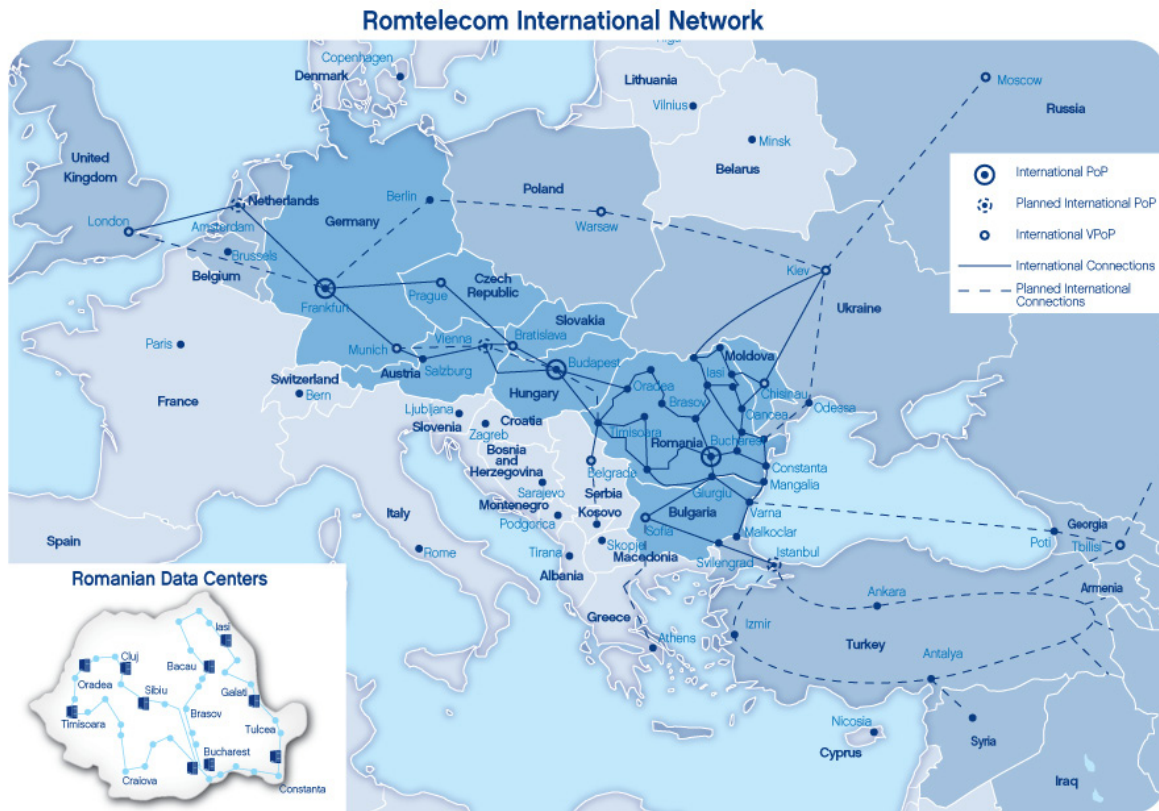 Romtelecom International Network
Copenhagen
Denmark
Riga
Lithuania
Vilnius
Moscow
Russia
Minsk
Belarus
United
Kingdom
London
Netherlands
Amsterdam
Brussels
Belgium
Germany
Berlin
Poland
Warsaw
International PoP
Planned International PoP
International VPoP
International Connections
Planned International
Connections
Kiev
Ukraine
Frankfurt
Prague
Czech
Republic
Slovakia
Bratislava
Vienna
Budapest
Munich
Salzburg
Austria
Hungary
Paris
France
Switzerland
Bern
Moldova
Iasi
Chisinau
Oancea
Odessa
Oradea
Brasov
Timisoara
Romania
Bucharest
Constanta
Mangalia
Giurgiu
Ljubljana
Slovenia
Croatia
Zagreb
Bosnia
and
Herzegovina
Sarajevo
Belgrade
Serbia
Kosovo
Montenegro
Podgorica
Bulgaria
Sofia
Varna
Malkoclar
Svilengrad
Istanbul
Skopje
Macedonia
Tirana
Albania
Italy
Rome
Spain
Greece
Athens
Izmir
Ankara
Turkey
Antalya
Georgia
Poti
Tbilisi
Armenia
Nicosia
Cyprus
Syria
Iraq
Romanian Data Centers
Iasi
Cluj
Bacau
Oradea
Sibiu
Galati
Timisoara
Brasov
Tulcea
Bucharest
Craiova
Constanta